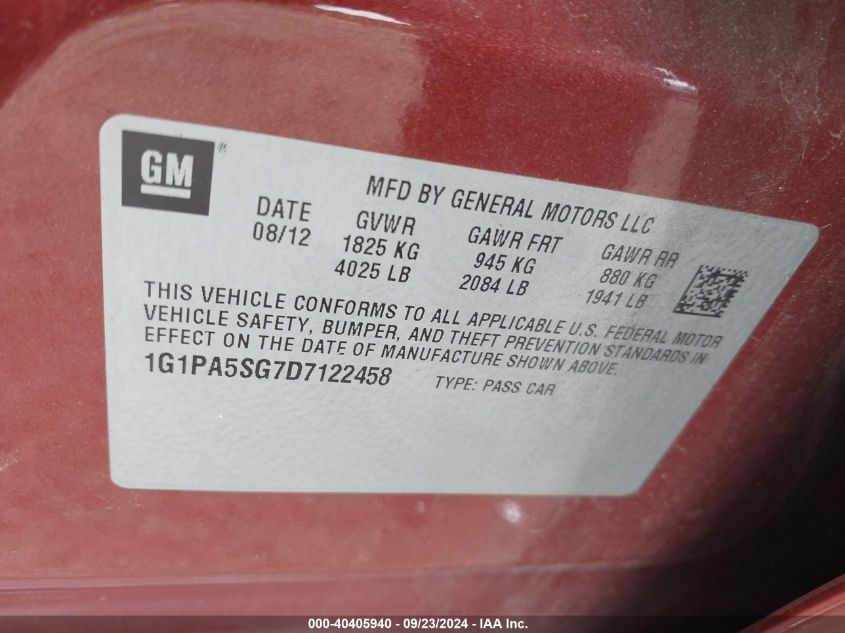 GM®
MFD BY GENERAL MOTORS LLC
DATE GVWR GAWR FRT GAWR RR
08/12 1825 KG 945 KG 880 KG
4025 LB 2084 LB 1941 LB
THIS VEHICLE CONFORMS TO ALL APPLICABLE U.S. FEDERAL MOTOR
VEHICLE SAFETY, BUMPER, AND THEFT PREVENTION STANDARDS IN
EFFECT ON THE DATE OF MANUFACTURE SHOWN ABOVE.
1G1PA5SG7D7122458 TYPE: PASS CAR
000-40405940 - 09/23/2024 - IAA Inc.